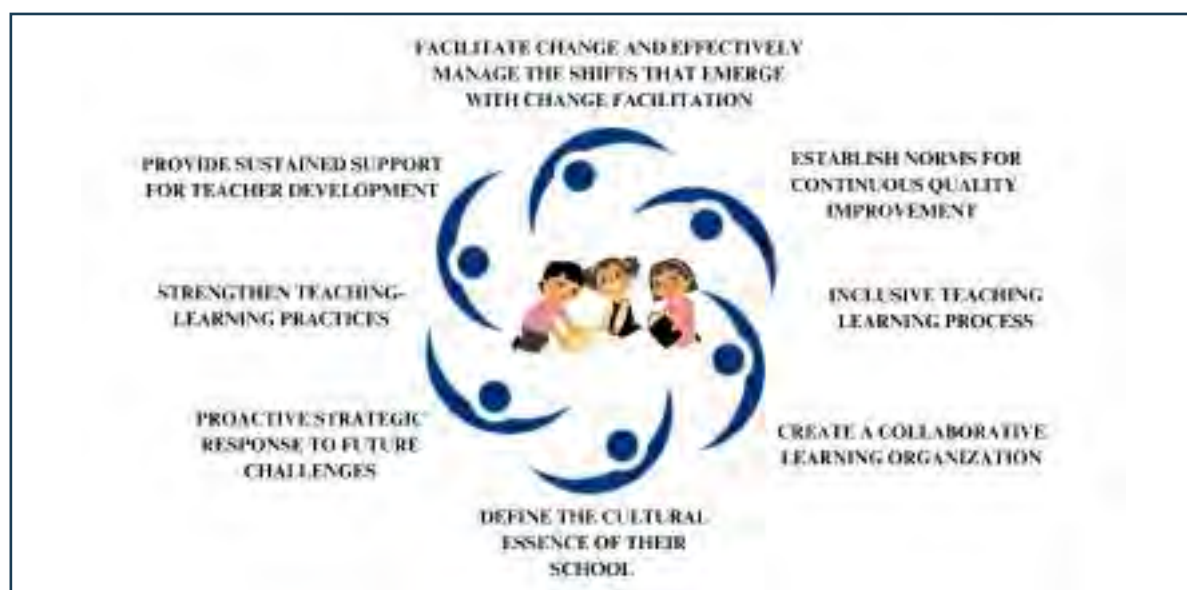 FACILITATE CHANGE AND EFFECTIVELY
MANAGE THE SHIFTS THAT EMERGE
WITH CHANGE FACILITATION
ESTABLISH NORMS FOR
CONTINUOUS QUALITY
IMPROVEMENT
INCLUSIVE TEACHING
LEARNING PROCESS
CREATE A COLLABORATIVE
LEARNING ORGANIZATION
DEFINE THE CULTURAL
ESSENCE OF THEIR
SCHOOL
PROACTIVE STRATEGIC
RESPONSE TO FUTURE
CHALLENGES
STRENGTHEN TEACHING-
LEARNING PRACTICES
PROVIDE SUSTAINED SUPPORT
FOR TEACHER DEVELOPMENT